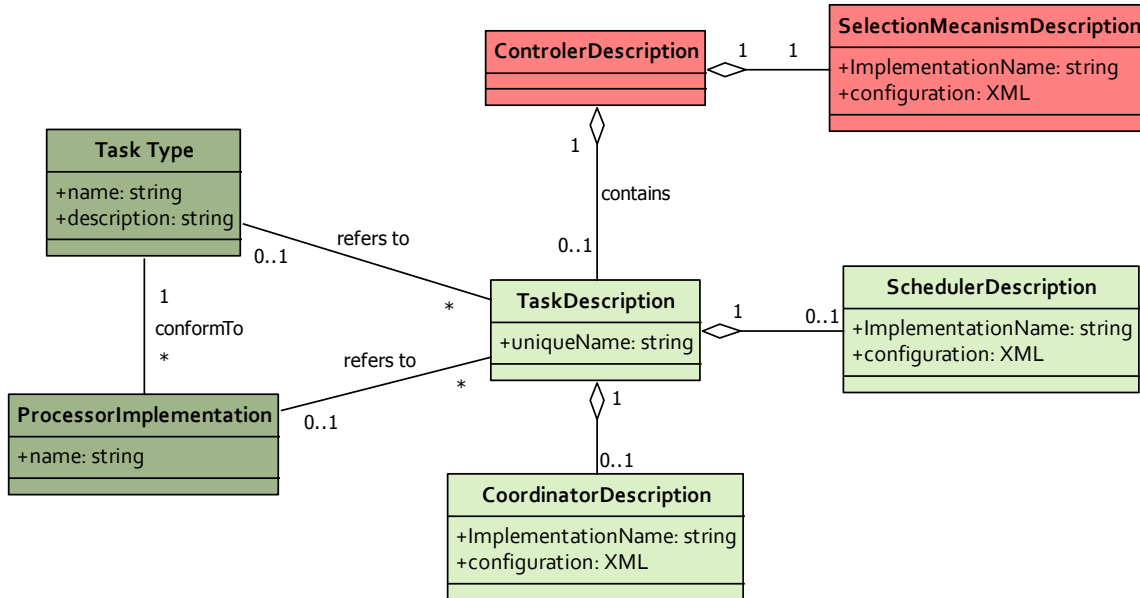 SelectionMecanismDescription
+ImplementationName: string
+configuration: XML
ControlerDescription
1
1
1
contains
0..1
Task Type
+name: string
+description: string
0..1
refers to
*
1
conformTo
*
TaskDescription
+uniqueName: string
1
0..1
SchedulerDescription
+ImplementationName: string
+configuration: XML
refers to
*
0..1
ProcessorImplementation
+name: string
1
0..1
CoordinatorDescription
+ImplementationName: string
+configuration: XML